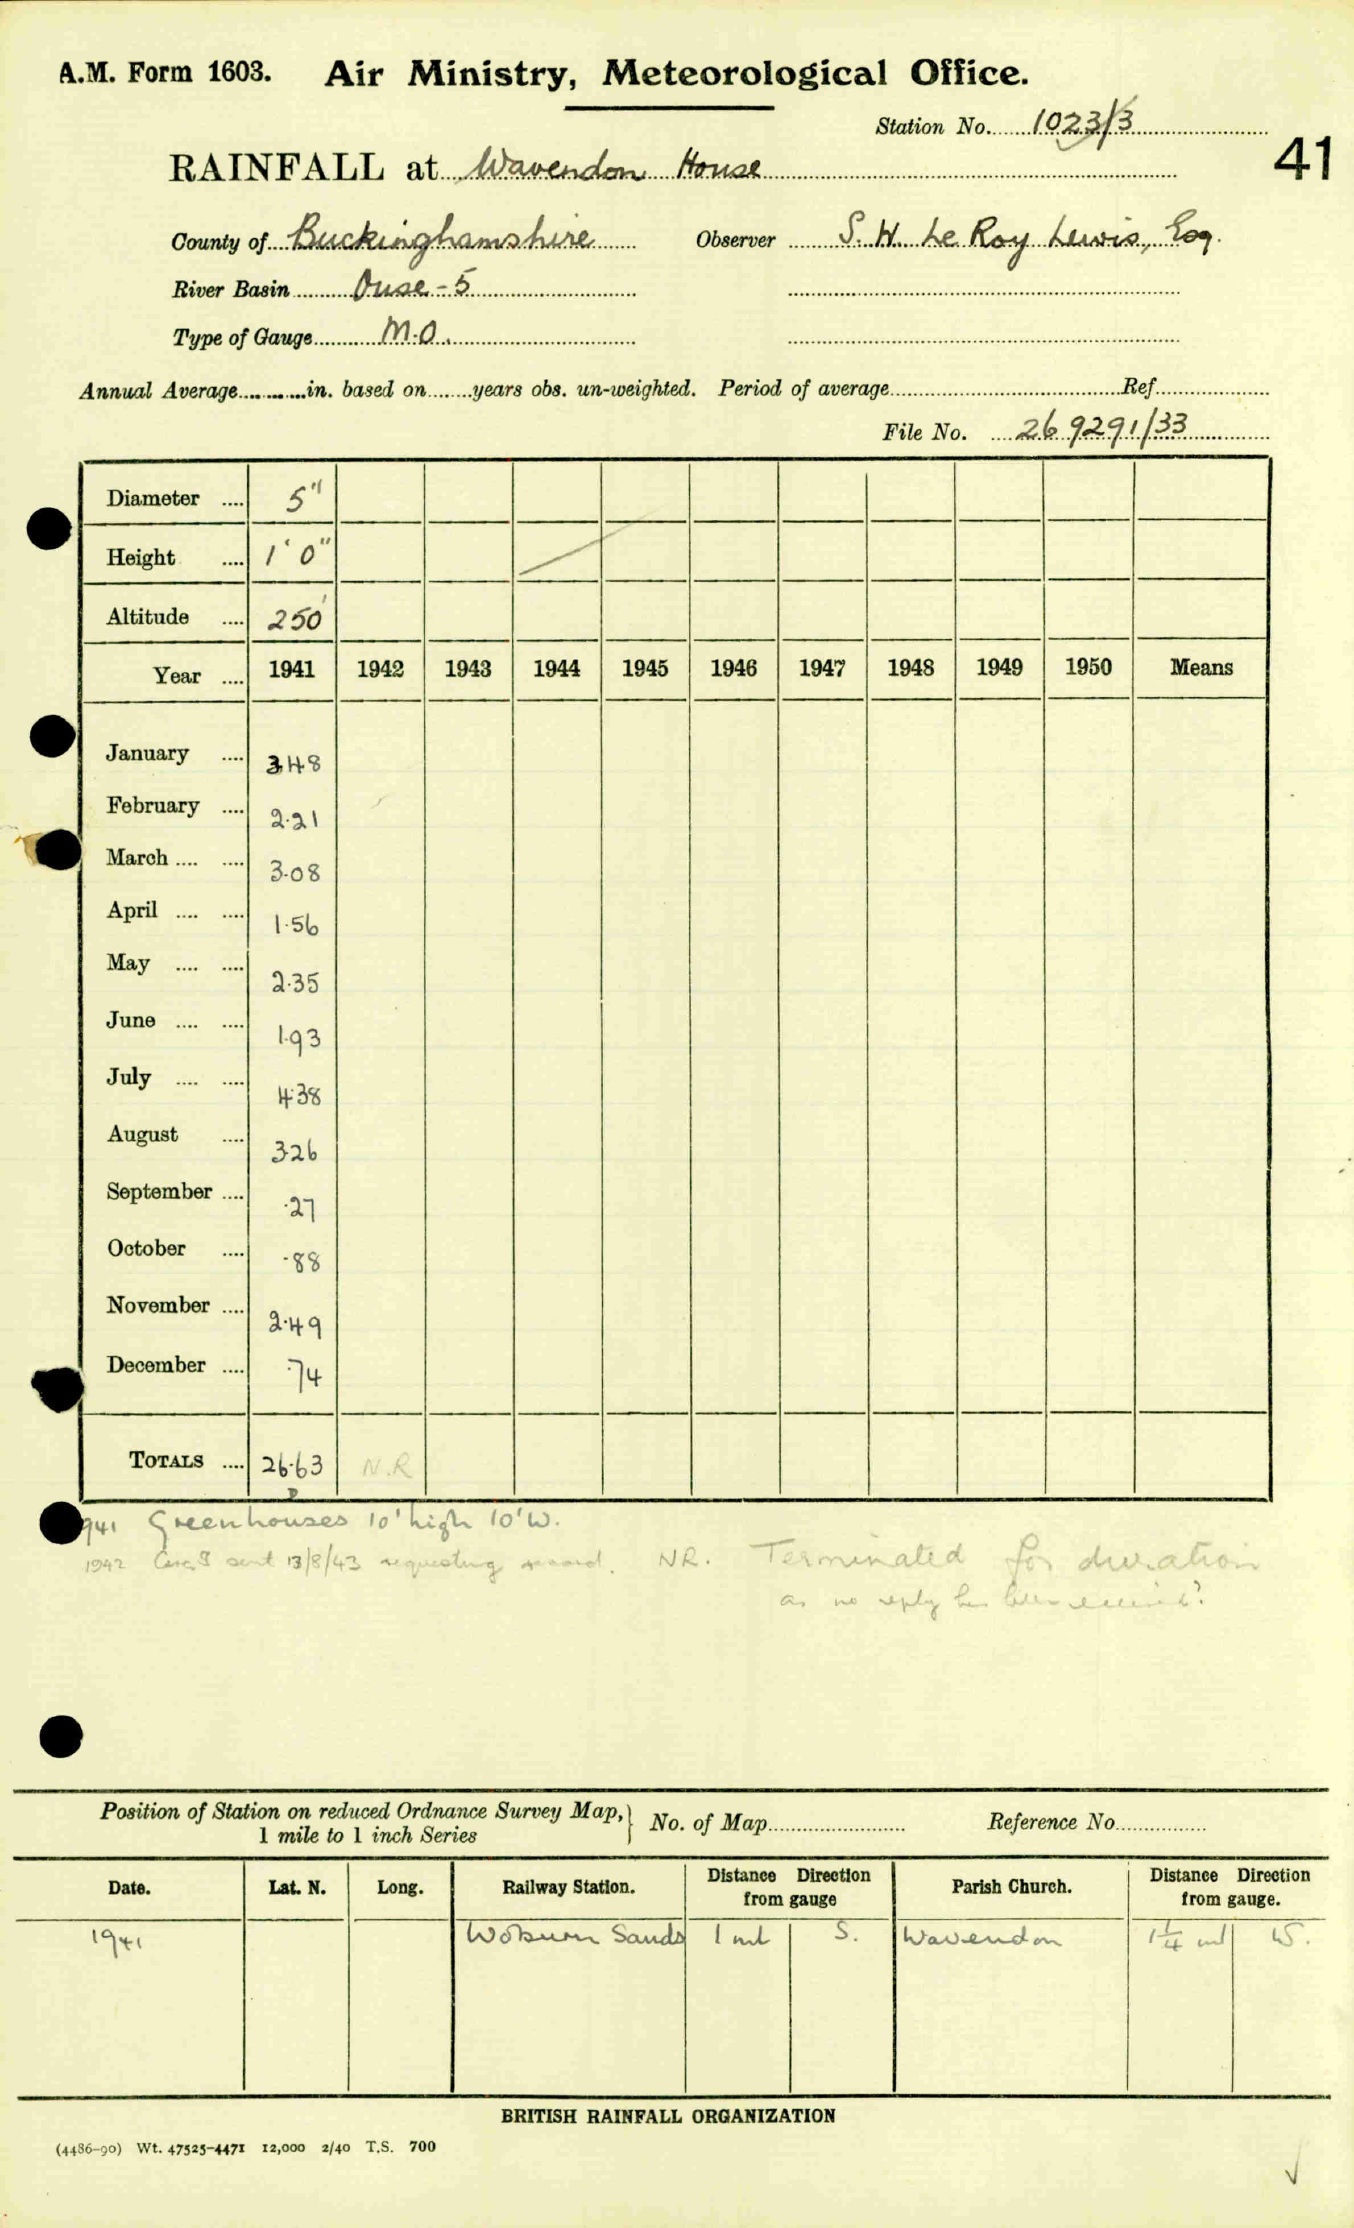 A.M. Form 1603. Air Ministry, Meteorological Office.
Station No. 1023/3
41
RAINFALL at Wavendon House
County of Buckinghamshire Observer S. W. Le Roy Lewis, Esq.
River Basin Ouse-5
Type of Gauge M.O.
Annual Average in. based on years obs. un-weighted. Period of average Ref
File No. 269291/33
Diameter 5"
Height 1' 0"
Altitude 250'
Year 1941 1942 1943 1944 1945 1946 1947 1948 1949 1950 Means
January 3.48
February 2.21
March 3.08
April 1.56
May 2.35
June 1.93
July 4.38
August 3.26
September .27
October .88
November 2.49
December .74
TOTALS 26.63 N.R
1941 Greenhouses 10' high 10' W.
1942 sent 13/8/43 requesting record. NR. Terminated for duration
as no reply has been received?
Position of Station on reduced Ordnance Survey Map, } No. of Map Reference No
1 mile to 1 inch Series
Date. Lat. N. Long. Railway Station. Distance Direction from gauge Parish Church. Distance Direction from gauge.
1941 Woburn Sands 1 ml S. Wavendon 1¼ ml W.
BRITISH RAINFALL ORGANIZATION
(4486-90) Wt. 47525-4471 12,000 2/40 T.S. 700